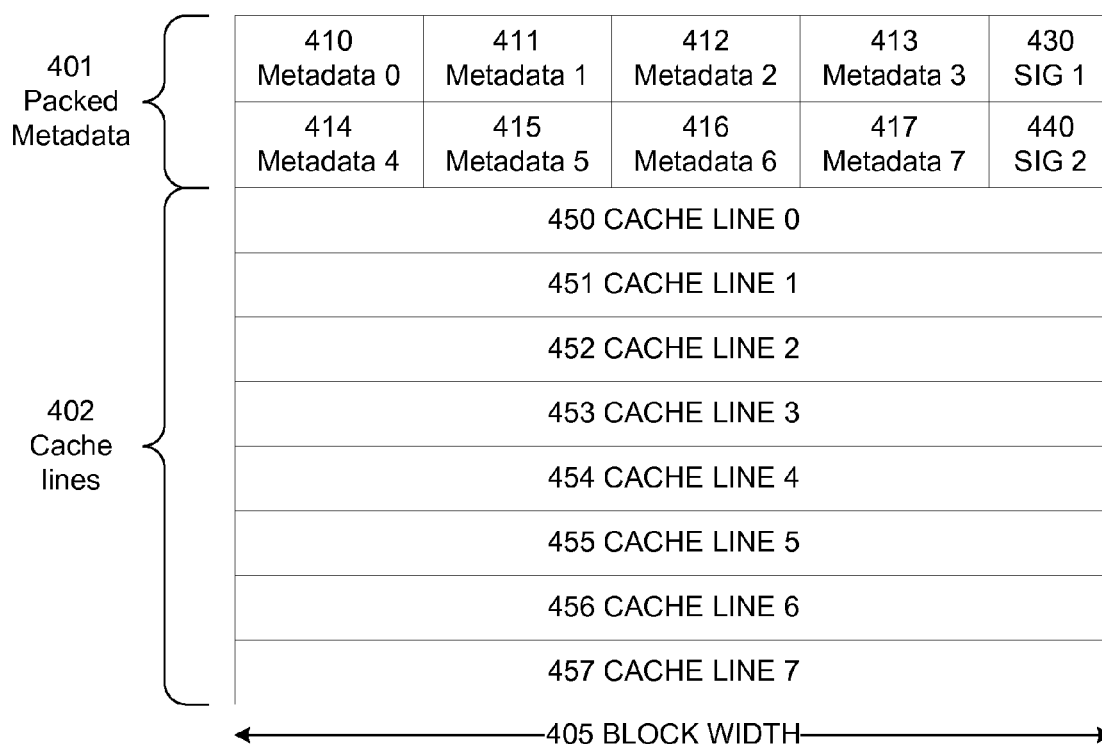 401
Packed
Metadata
410
Metadata 0
411
Metadata 1
412
Metadata 2
413
Metadata 3
430
SIG 1
414
Metadata 4
415
Metadata 5
416
Metadata 6
417
Metadata 7
440
SIG 2
402
Cache
lines
450 CACHE LINE 0
451 CACHE LINE 1
452 CACHE LINE 2
453 CACHE LINE 3
454 CACHE LINE 4
455 CACHE LINE 5
456 CACHE LINE 6
457 CACHE LINE 7
405 BLOCK WIDTH